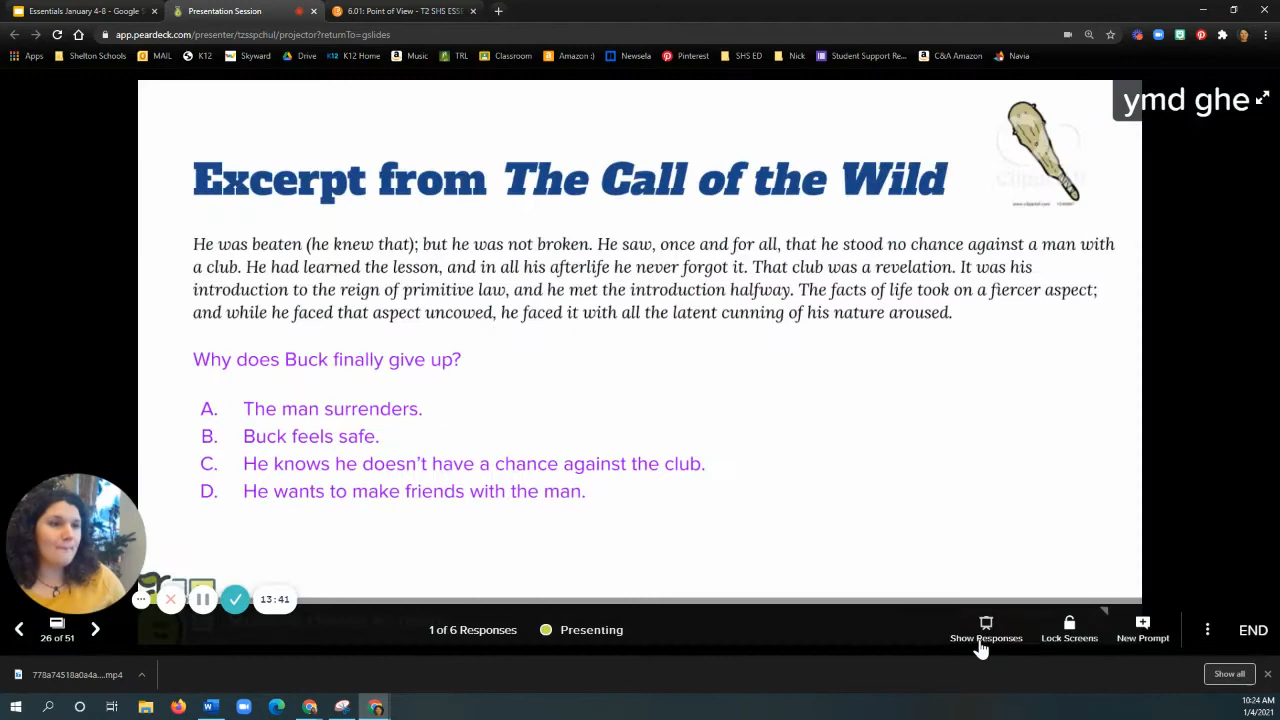 Essentials January 4-8 - Google S
Presentation Session
6.01: Point of View - T2 SHS ESSE
app.peardeck.com/presenter/tzsspchul/projector?returnTo=gslides
Apps Shelton Schools MAIL K12 Skyward Drive K12 Home Music TRL Classroom Amazon :) Newsela Pinterest SHS ED Nick Student Support Re... C&A Amazon Navia
ymd ghe
Excerpt from The Call of the Wild
He was beaten (he knew that); but he was not broken. He saw, once and for all, that he stood no chance against a man with
a club. He had learned the lesson, and in all his afterlife he never forgot it. That club was a revelation. It was his
introduction to the reign of primitive law, and he met the introduction halfway. The facts of life took on a fiercer aspect;
and while he faced that aspect uncowed, he faced it with all the latent cunning of his nature aroused.
Why does Buck finally give up?
A. The man surrenders.
B. Buck feels safe.
C. He knows he doesn't have a chance against the club.
D. He wants to make friends with the man.
13:41
26 of 51
1 of 6 Responses
Presenting
Show Responses
Lock Screens
New Prompt
END
778a74518a0a4a....mp4
Show all
10:24 AM
1/4/2021